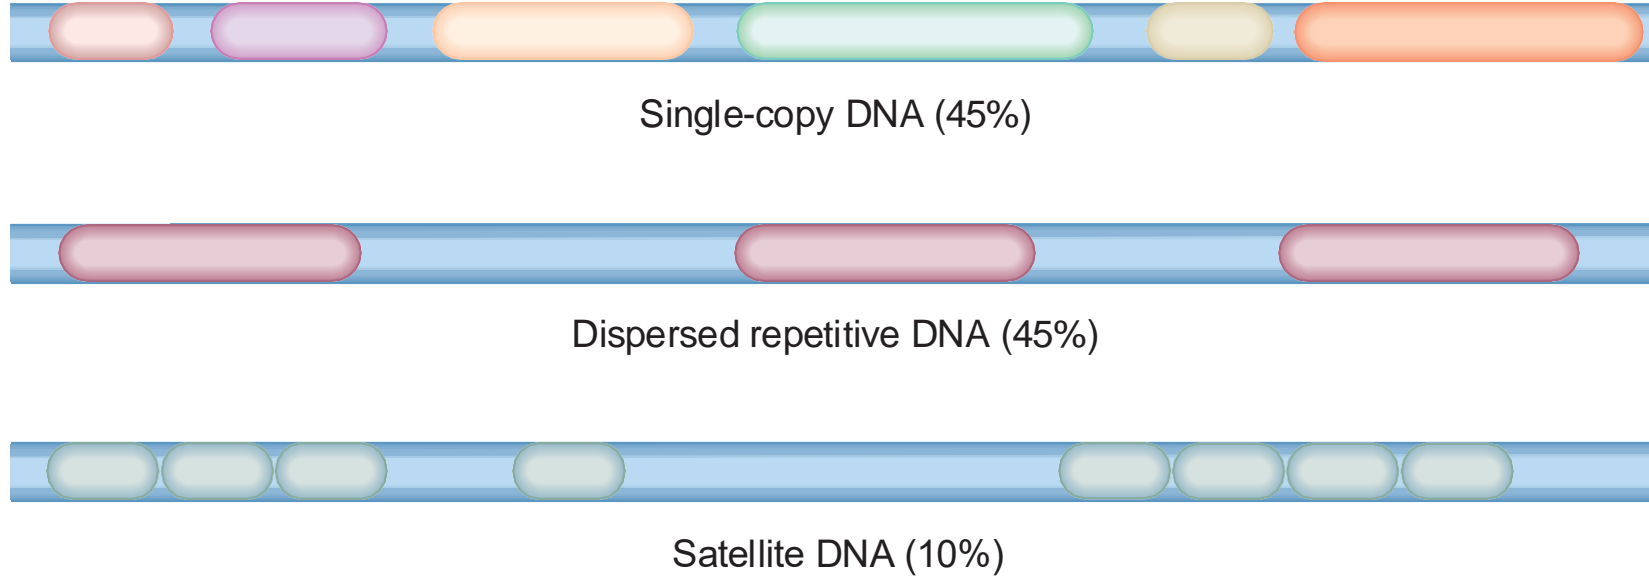 Single-copy DNA (45%)
Dispersed repetitive DNA (45%)
Satellite DNA (10%)